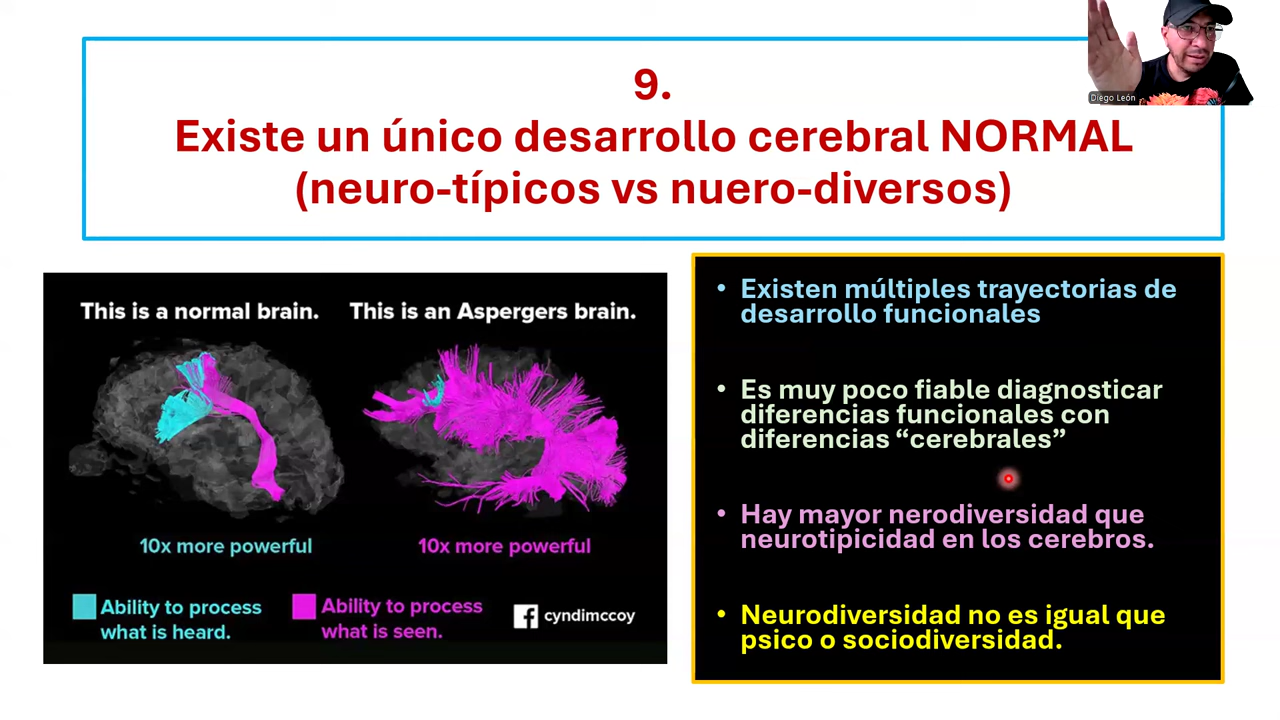 Diego León
9.
Existe un único desarrollo cerebral NORMAL
(neuro-típicos vs nuero-diversos)
This is a normal brain.
This is an Aspergers brain.
10x more powerful
10x more powerful
Ability to process
what is heard.
Ability to process
what is seen.
cyndimccoy
• Existen múltiples trayectorias de
desarrollo funcionales
• Es muy poco fiable diagnosticar
diferencias funcionales con
diferencias “cerebrales”
• Hay mayor nerodiversidad que
neurotipicidad en los cerebros.
• Neurodiversidad no es igual que
psico o sociodiversidad.